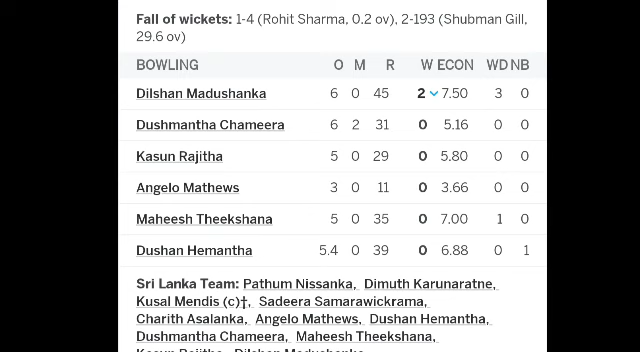 Fall of wickets: 1-4 (Rohit Sharma, 0.2 ov), 2-193 (Shubman Gill,
29.6 ov)
BOWLING O M R W ECON WD NB
Dilshan Madushanka 6 0 45 2 7.50 3 0
Dushmantha Chameera 6 2 31 0 5.16 0 0
Kasun Rajitha 5 0 29 0 5.80 0 0
Angelo Mathews 3 0 11 0 3.66 0 0
Maheesh Theekshana 5 0 35 0 7.00 1 0
Dushan Hemantha 5.4 0 39 0 6.88 0 1
Sri Lanka Team: Pathum Nissanka, Dimuth Karunaratne,
Kusal Mendis (c)†, Sadeera Samarawickrama,
Charith Asalanka, Angelo Mathews, Dushan Hemantha,
Dushmantha Chameera, Maheesh Theekshana,
Kasun Rajitha, Dilshan Madushanka